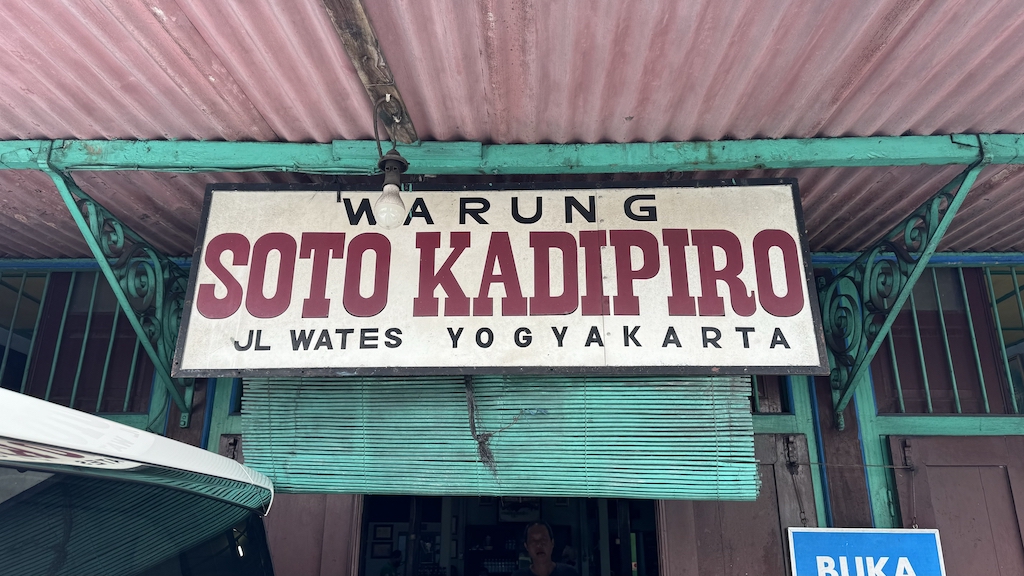 WARUNG
SOTO KADIPIRO
JL WATES YOGYAKARTA
BUKA